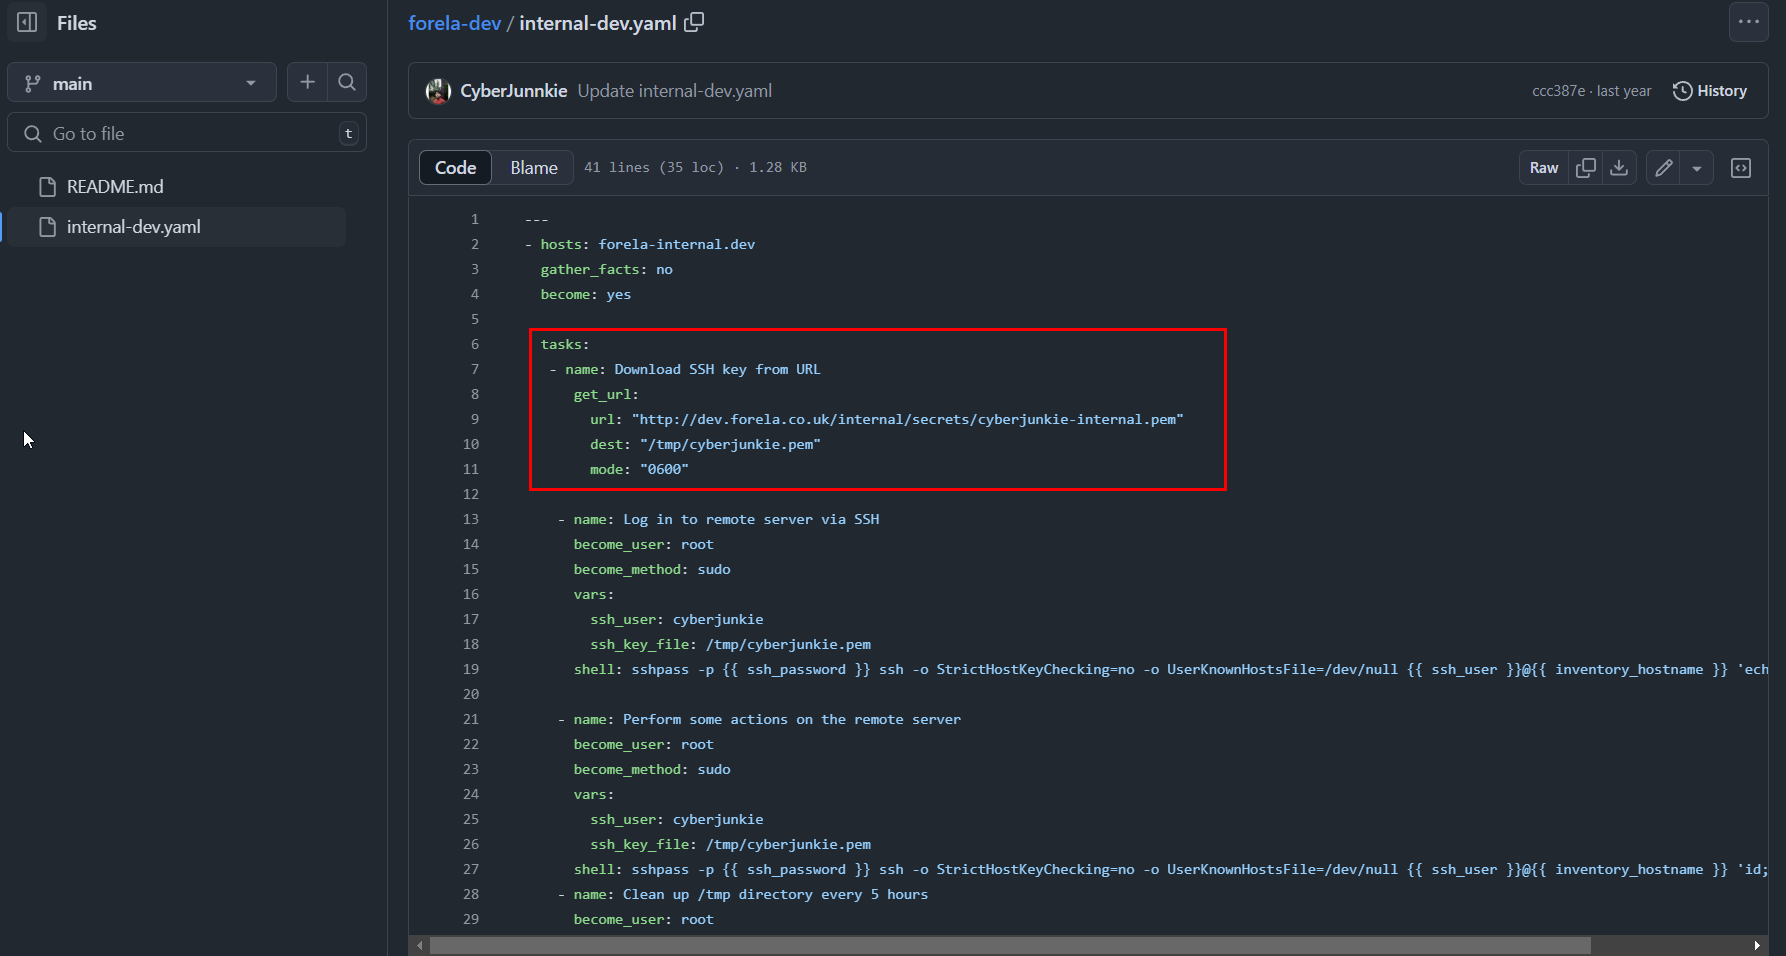 Files
main
Go to file
t
README.md
internal-dev.yaml
forela-dev / internal-dev.yaml
CyberJunnkie Update internal-dev.yaml
ccc387e · last year
History
Code
Blame
41 lines (35 loc) · 1.28 KB
Raw
1 ---
2 - hosts: forela-internal.dev
3 gather_facts: no
4 become: yes
5
6 tasks:
7 - name: Download SSH key from URL
8 get_url:
9 url: "http://dev.forela.co.uk/internal/secrets/cyberjunkie-internal.pem"
10 dest: "/tmp/cyberjunkie.pem"
11 mode: "0600"
12
13 - name: Log in to remote server via SSH
14 become_user: root
15 become_method: sudo
16 vars:
17 ssh_user: cyberjunkie
18 ssh_key_file: /tmp/cyberjunkie.pem
19 shell: sshpass -p {{ ssh_password }} ssh -o StrictHostKeyChecking=no -o UserKnownHostsFile=/dev/null {{ ssh_user }}@{{ inventory_hostname }} 'ech
20
21 - name: Perform some actions on the remote server
22 become_user: root
23 become_method: sudo
24 vars:
25 ssh_user: cyberjunkie
26 ssh_key_file: /tmp/cyberjunkie.pem
27 shell: sshpass -p {{ ssh_password }} ssh -o StrictHostKeyChecking=no -o UserKnownHostsFile=/dev/null {{ ssh_user }}@{{ inventory_hostname }} 'id;
28 - name: Clean up /tmp directory every 5 hours
29 become_user: root